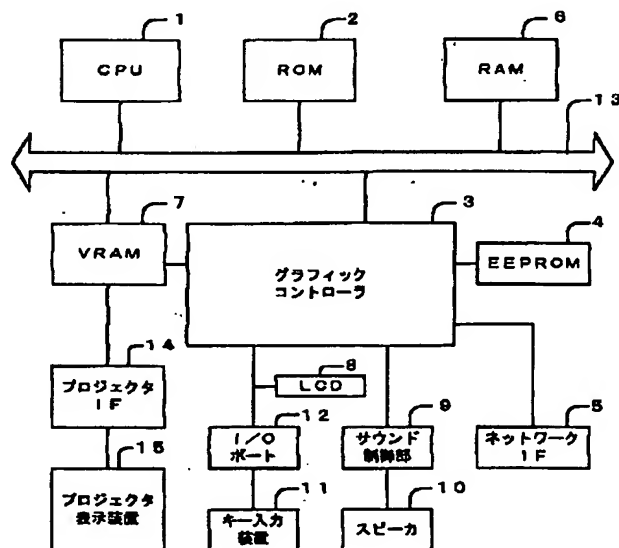 1
2
6
CPU
ROM
RAM
13
7
3
4
VRAM
グラフィック
コントローラ
EEPROM
14
8
LCD
プロジェクタ
IF
12
9
5
I/O
ポート
サウンド
制御部
ネットワーク
IF
15
11
10
プロジェクタ
表示装置
キー入力
装置
スピーカ